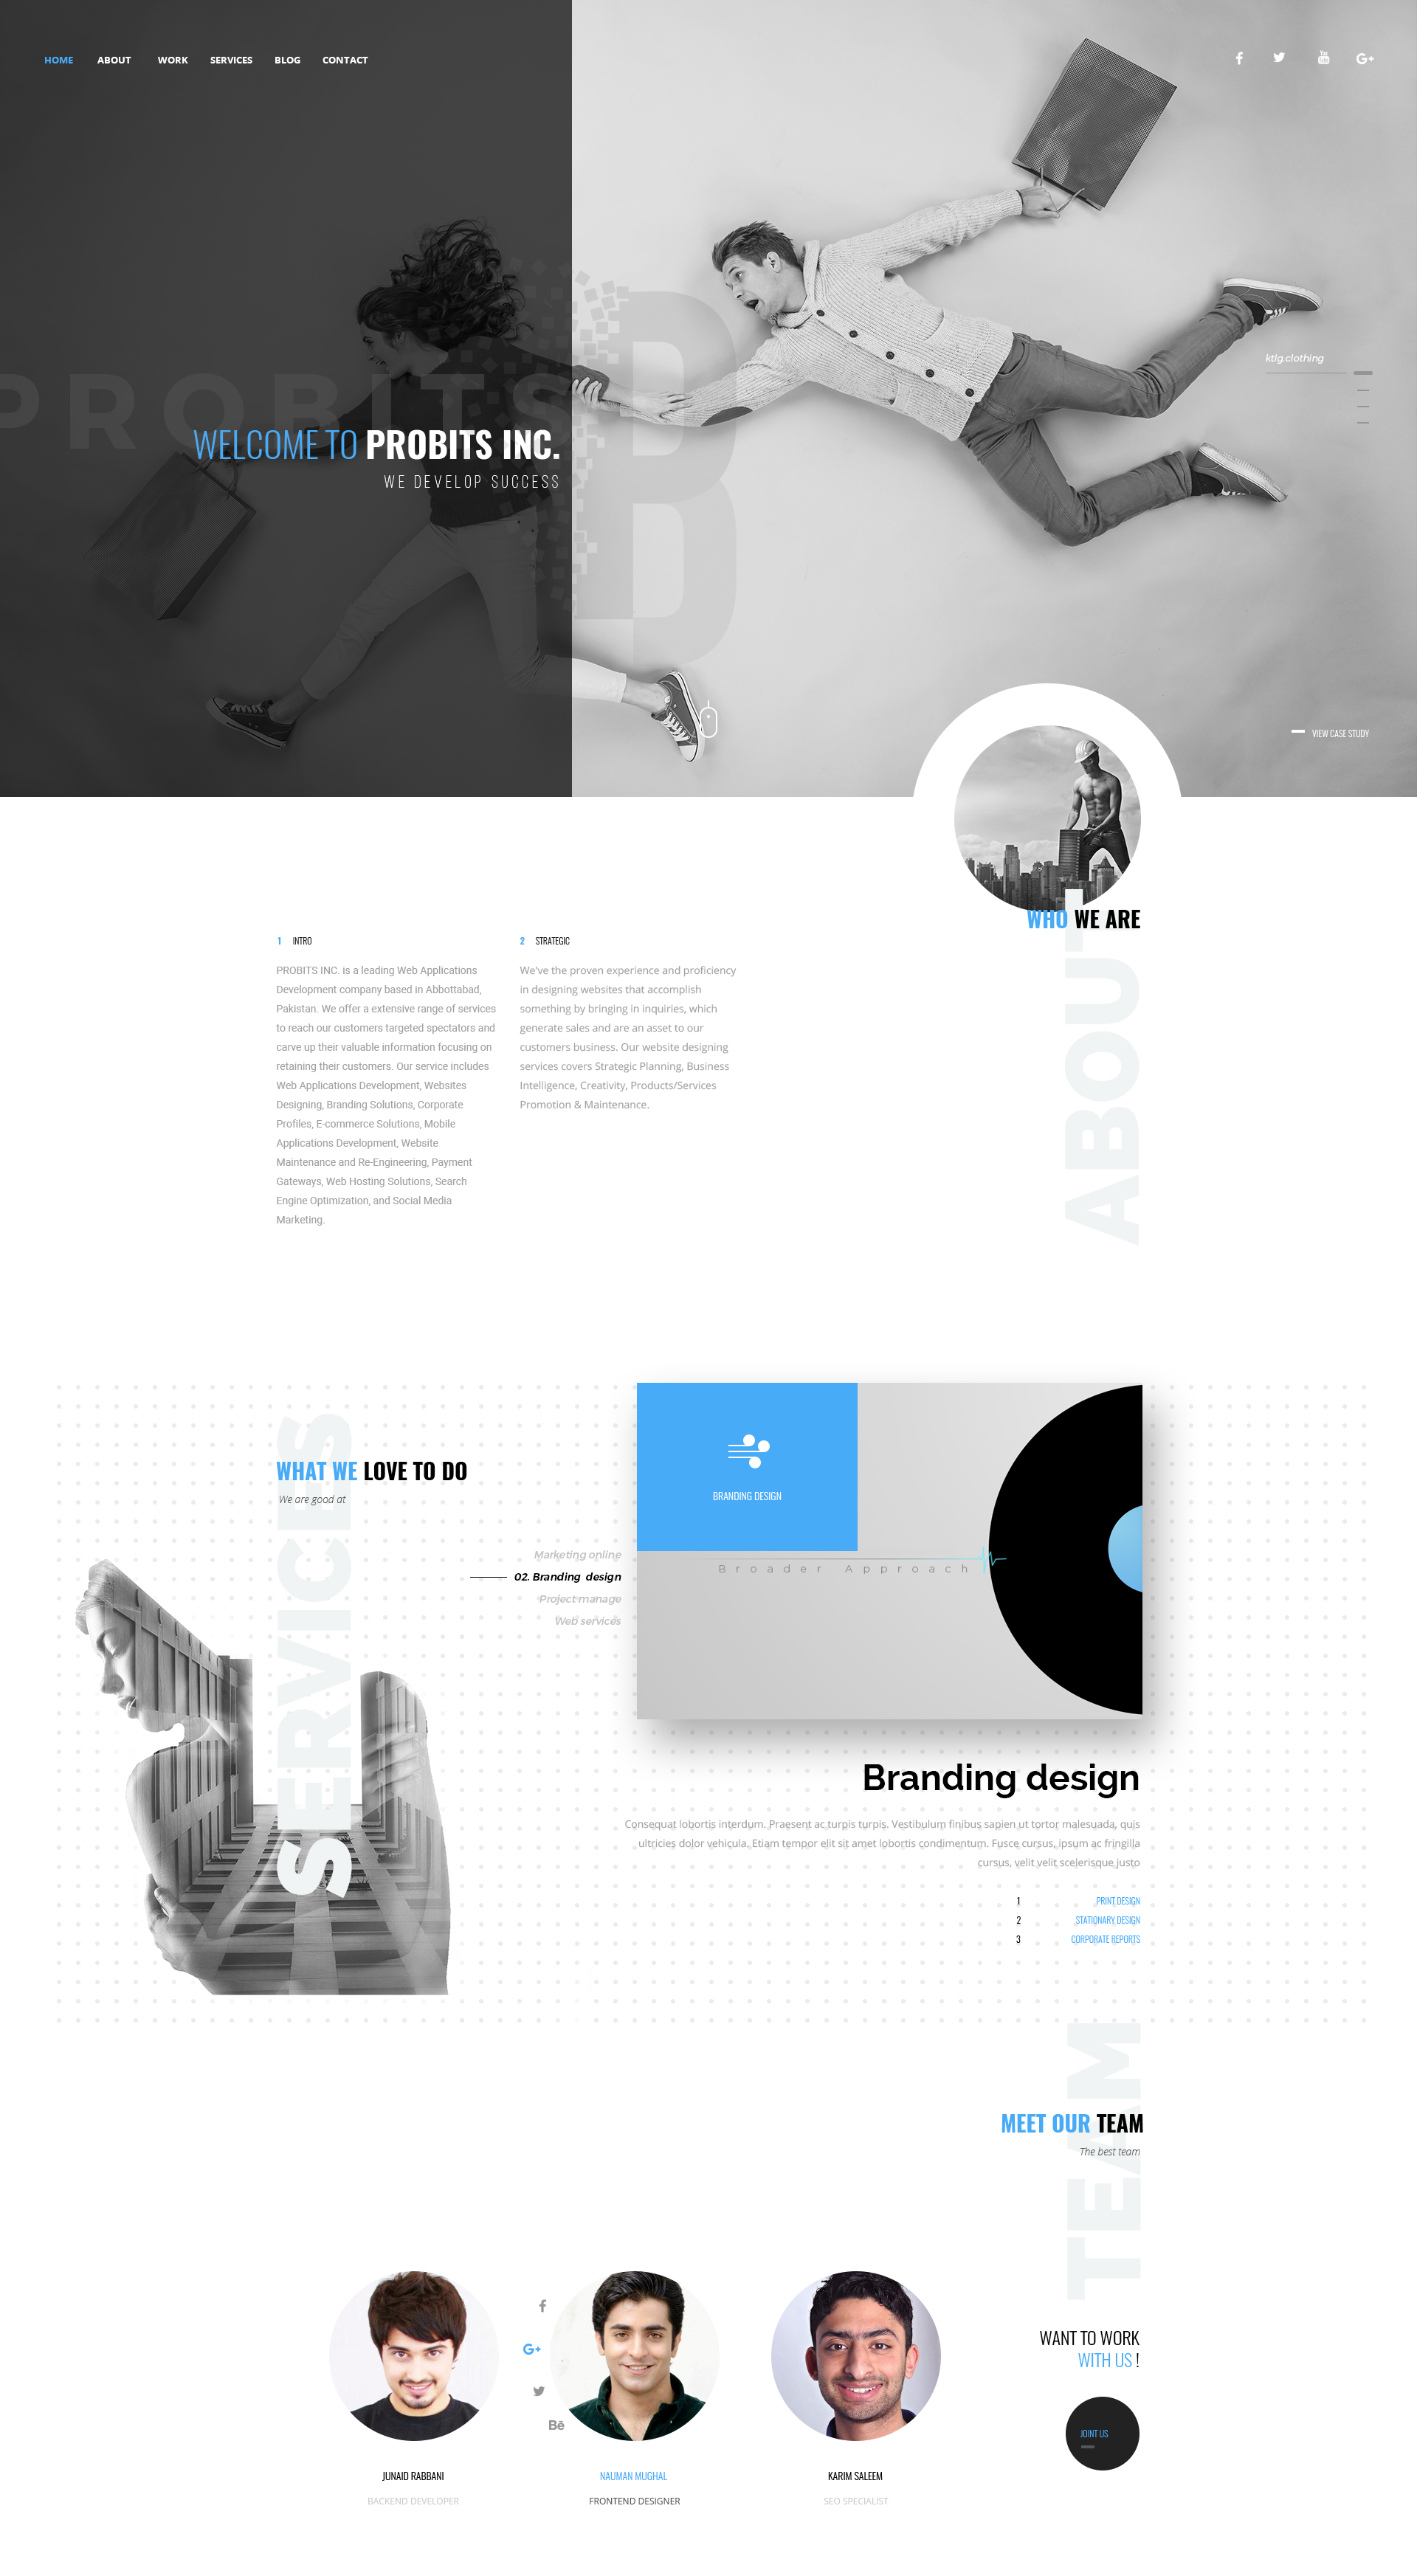 HOME ABOUT WORK SERVICES BLOG CONTACT
PROBITS
B
ktlg.clothing
WELCOME TO PROBITS INC.
WE DEVELOP SUCCESS
VIEW CASE STUDY
WHO WE ARE
ABOUT
1 INTRO
PROBITS INC. is a leading Web Applications
Development company based in Abbottabad,
Pakistan. We offer a extensive range of services
to reach our customers targeted spectators and
carve up their valuable information focusing on
retaining their customers. Our service includes
Web Applications Development, Websites
Designing, Branding Solutions, Corporate
Profiles, E-commerce Solutions, Mobile
Applications Development, Website
Maintenance and Re-Engineering, Payment
Gateways, Web Hosting Solutions, Search
Engine Optimization, and Social Media
Marketing.
2 STRATEGIC
We've the proven experience and proficiency
in designing websites that accomplish
something by bringing in inquiries, which
generate sales and are an asset to our
customers business. Our website designing
services covers Strategic Planning, Business
Intelligence, Creativity, Products/Services
Promotion & Maintenance.
SERVICES
WHAT WE LOVE TO DO
We are good at
Marketing online
02. Branding design
Project manage
Web services
BRANDING DESIGN
Broader Approach
Branding design
Consequat lobortis interdum. Praesent ac turpis turpis. Vestibulum finibus sapien ut tortor malesuada, quis
ultricies dolor vehicula. Etiam tempor elit sit amet lobortis condimentum. Fusce cursus, ipsum ac fringilla
cursus, velit velit scelerisque justo
1 PRINT DESIGN
2 STATIONARY DESIGN
3 CORPORATE REPORTS
TEAM
MEET OUR TEAM
The best team
WANT TO WORK
WITH US !
JOINT US
G+
Bē
JUNAID RABBANI
BACKEND DEVELOPER
NAUMAN MUGHAL
FRONTEND DESIGNER
KARIM SALEEM
SEO SPECIALIST